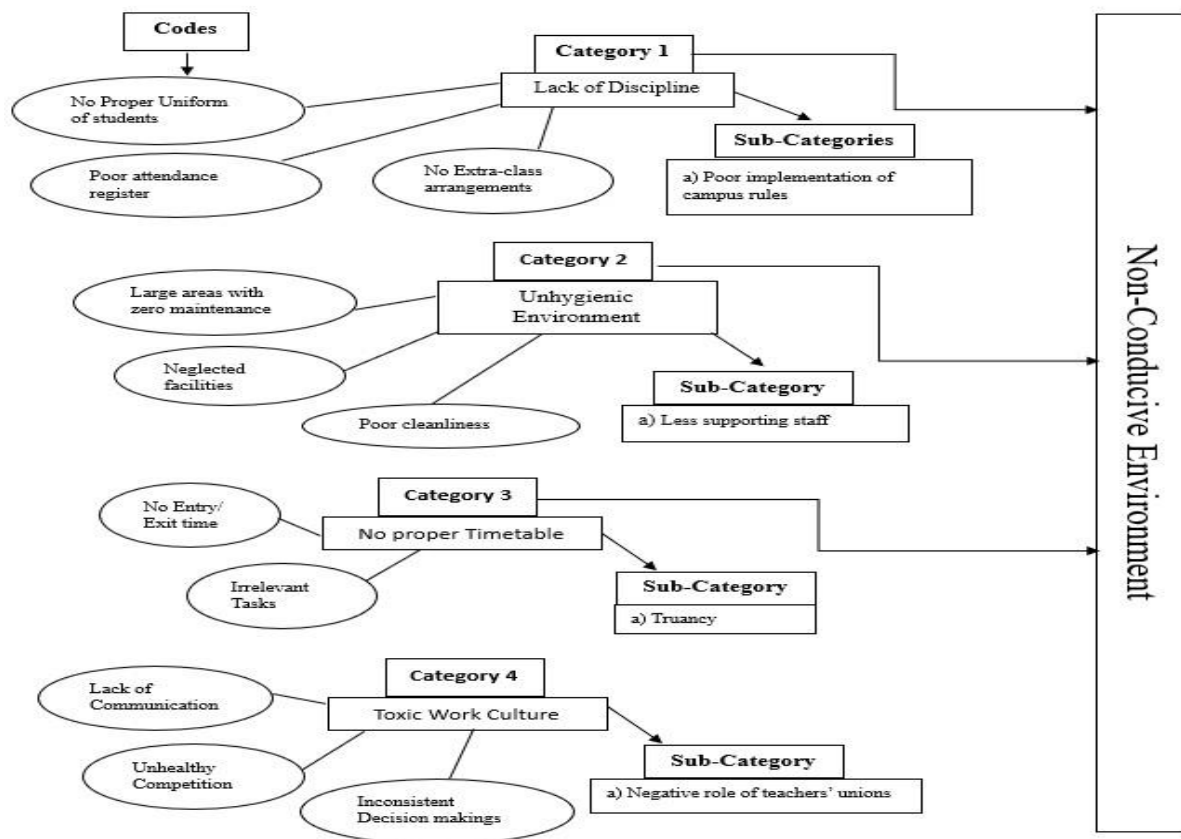 Codes
Category 1
Lack of Discipline
No Proper Uniform
of students
Poor attendance
register
No Extra-class
arrangements
Sub-Categories
a) Poor implementation of
campus rules
Category 2
Unhygienic
Environment
Large areas with
zero maintenance
Neglected
facilities
Poor cleanliness
Sub-Category
a) Less supporting staff
Category 3
No proper Timetable
No Entry/
Exit time
Irrelevant
Tasks
Sub-Category
a) Truancy
Category 4
Toxic Work Culture
Lack of
Communication
Unhealthy
Competition
Inconsistent
Decision makings
Sub-Category
a) Negative role of teachers’ unions
Non-Conducive Environment